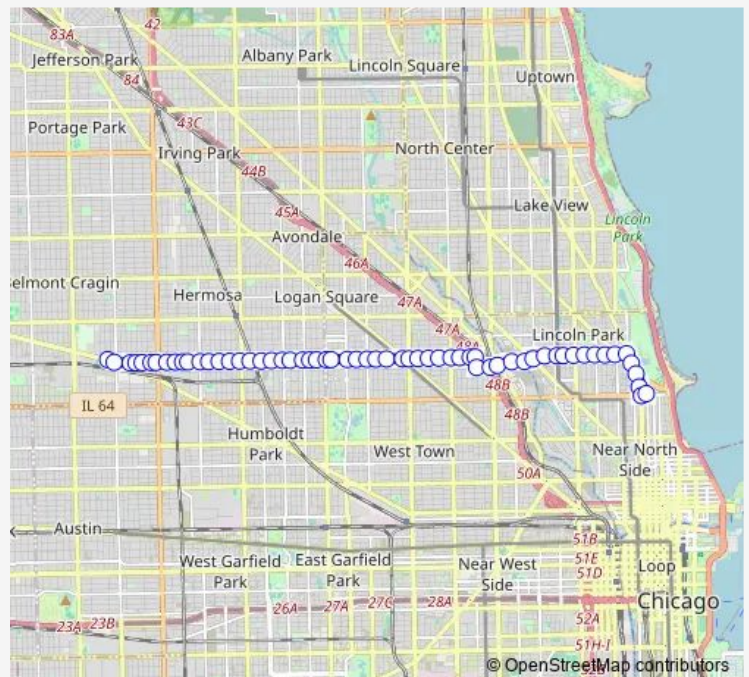 42
83A
Jefferson Park
Albany Park
Lincoln Square
84
Uptown
43C
Portage Park
Irving Park
North Center
44B
Lake View
45A
Lincoln
Park
Avondale
46A
elmont Cragin
Hermosa
Logan Square
47A
47A
48A
Lincoln Park
48B
IL 64
48B
Humboldt
Park
West Town
Near North
Side
50A
Austin
51B
West Garfield
Park
East Garfield
Park
Near West
Side
51E
51D
Loop
26A
27A
27C
28A
Chicago
23A
23B
52A
51H-I
© OpenStreetMap contributors